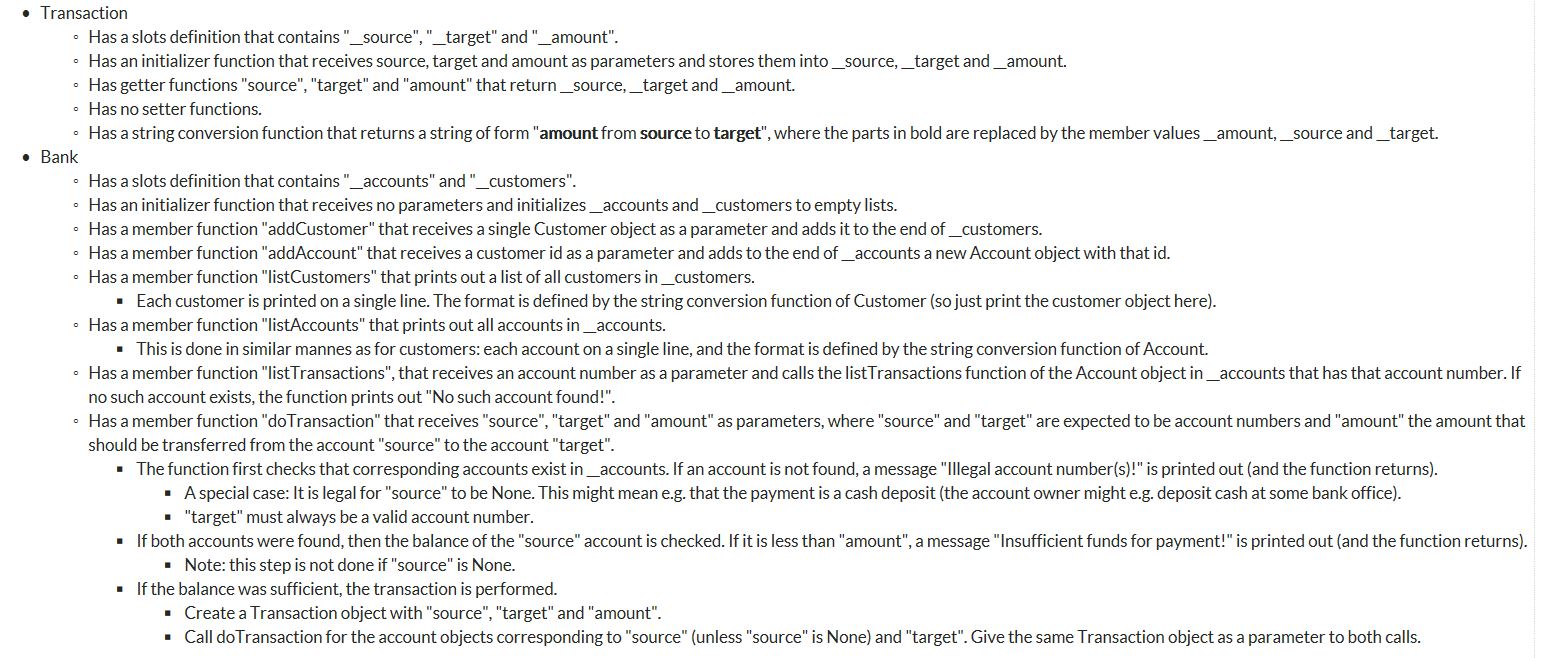 • Transaction
◦ Has a slots definition that contains "__source", "__target" and "__amount".
◦ Has an initializer function that receives source, target and amount as parameters and stores them into __source, __target and __amount.
◦ Has getter functions "source", "target" and "amount" that return __source, __target and __amount.
◦ Has no setter functions.
◦ Has a string conversion function that returns a string of form "amount from source to target", where the parts in bold are replaced by the member values __amount, __source and __target.
• Bank
◦ Has a slots definition that contains "__accounts" and "__customers".
◦ Has an initializer function that receives no parameters and initializes __accounts and __customers to empty lists.
◦ Has a member function "addCustomer" that receives a single Customer object as a parameter and adds it to the end of __customers.
◦ Has a member function "addAccount" that receives a customer id as a parameter and adds to the end of __accounts a new Account object with that id.
◦ Has a member function "listCustomers" that prints out a list of all customers in __customers.
▪ Each customer is printed on a single line. The format is defined by the string conversion function of Customer (so just print the customer object here).
◦ Has a member function "listAccounts" that prints out all accounts in __accounts.
▪ This is done in similar mannes as for customers: each account on a single line, and the format is defined by the string conversion function of Account.
◦ Has a member function "listTransactions", that receives an account number as a parameter and calls the listTransactions function of the Account object in __accounts that has that account number. If
no such account exists, the function prints out "No such account found!".
◦ Has a member function "doTransaction" that receives "source", "target" and "amount" as parameters, where "source" and "target" are expected to be account numbers and "amount" the amount that
should be transferred from the account "source" to the account "target".
▪ The function first checks that corresponding accounts exist in __accounts. If an account is not found, a message "Illegal account number(s)!" is printed out (and the function returns).
▪ A special case: It is legal for "source" to be None. This might mean e.g. that the payment is a cash deposit (the account owner might e.g. deposit cash at some bank office).
▪ "target" must always be a valid account number.
▪ If both accounts were found, then the balance of the "source" account is checked. If it is less than "amount", a message "Insufficient funds for payment!" is printed out (and the function returns).
▪ Note: this step is not done if "source" is None.
▪ If the balance was sufficient, the transaction is performed.
▪ Create a Transaction object with "source", "target" and "amount".
▪ Call doTransaction for the account objects corresponding to "source" (unless "source" is None) and "target". Give the same Transaction object as a parameter to both calls.